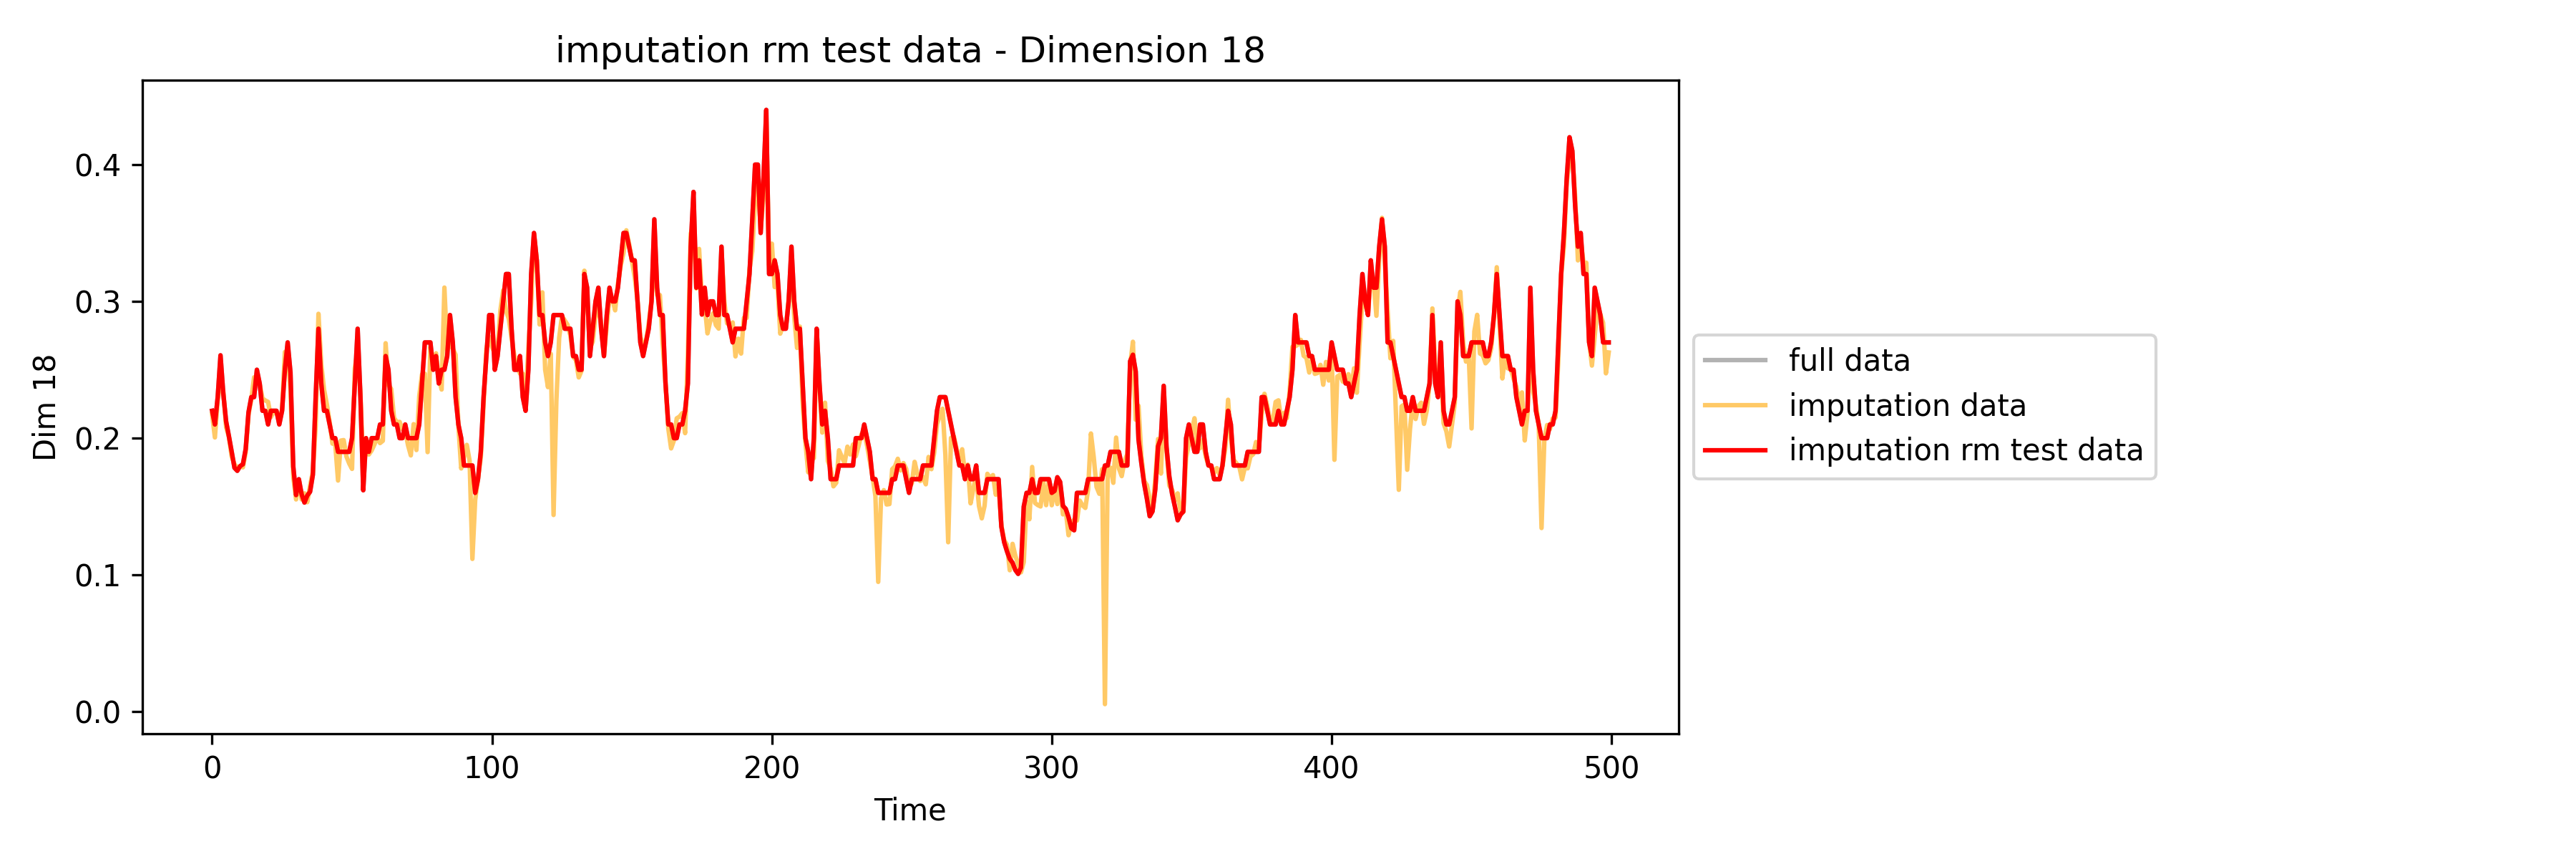 imputation rm test data - Dimension 18
Dim 18
0.4
0.3
0.2
0.1
0.0
0
100
200
300
400
500
Time
full data
imputation data
imputation rm test data